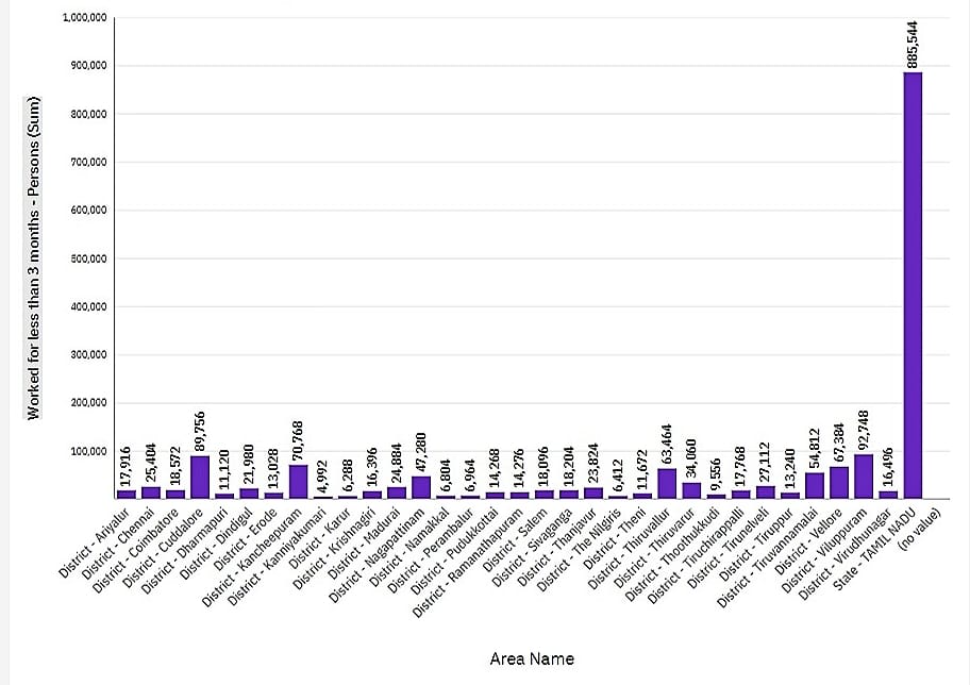 Worked for less than 3 months - Persons (Sum)
1,000,000
900,000
800,000
700,000
600,000
500,000
400,000
300,000
200,000
100,000
17,916
25,404
18,572
89,756
11,120
21,980
13,028
70,768
4,992
6,288
16,396
24,884
47,280
6,804
6,964
14,268
14,276
18,096
18,204
23,824
6,412
11,672
63,464
34,060
9,556
17,768
27,112
13,240
54,812
67,384
92,748
16,496
885,544
District - Ariyalur
District - Chennai
District - Coimbatore
District - Cuddalore
District - Dharmapuri
District - Dindigul
District - Erode
District - Kancheepuram
District - Kanniyakumari
District - Karur
District - Krishnagiri
District - Madurai
District - Nagapattinam
District - Namakkal
District - Perambalur
District - Pudukkottai
District - Ramanathapuram
District - Salem
District - Sivaganga
District - Thanjavur
District - The Nilgiris
District - Theni
District - Thiruvallur
District - Thiruvarur
District - Thoothukkudi
District - Tiruchirappalli
District - Tirunelveli
District - Tiruppur
District - Tiruvannamalai
District - Vellore
District - Viluppuram
District - Virudhunagar
State - TAMIL NADU
(no value)
Area Name